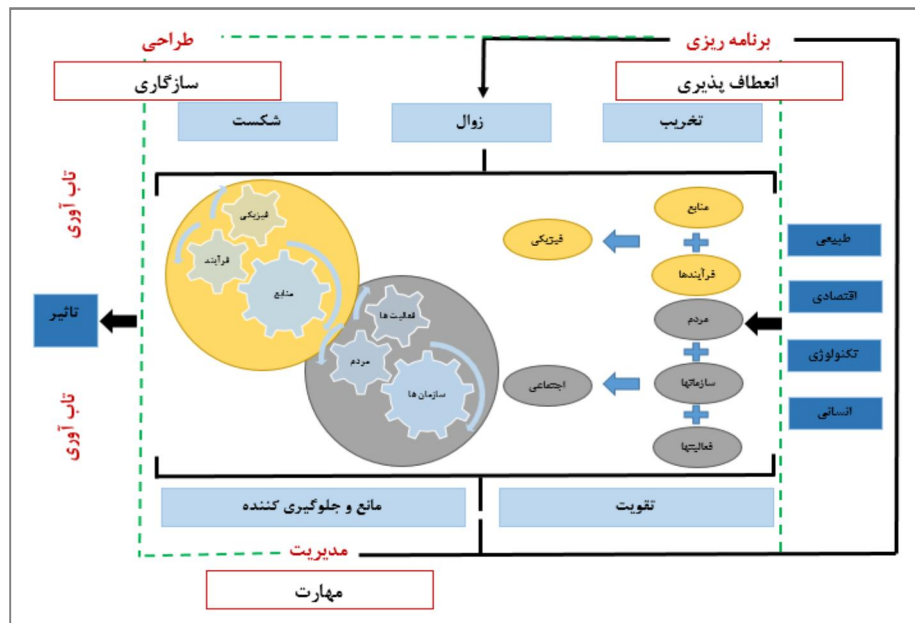 برنامه ریزی
طراحی
انعطاف پذیری
سازگاری
تخریب
زوال
شکست
تاب آوری
منابع
فیزیکی
فرآیند
منابع
فیزیکی
فرآیندها
طبیعی
اقتصادی
تکنولوژی
انسانی
مردم
سازمانها
فعالیتها
اجتماعی
فعالیت ها
مردم
سازمان ها
تاثیر
تاب آوری
تقویت
مانع و جلوگیری کننده
مدیریت
مهارت